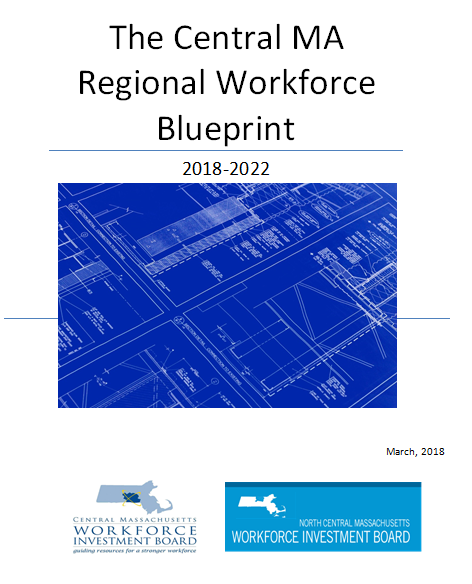 The Central MA
Regional Workforce
Blueprint
2018-2022
March, 2018
CENTRAL MASSACHUSETTS
WORKFORCE
INVESTMENT BOARD
guiding resources for a stronger workforce
NORTH CENTRAL MASSACHUSETTS
WORKFORCE INVESTMENT BOARD